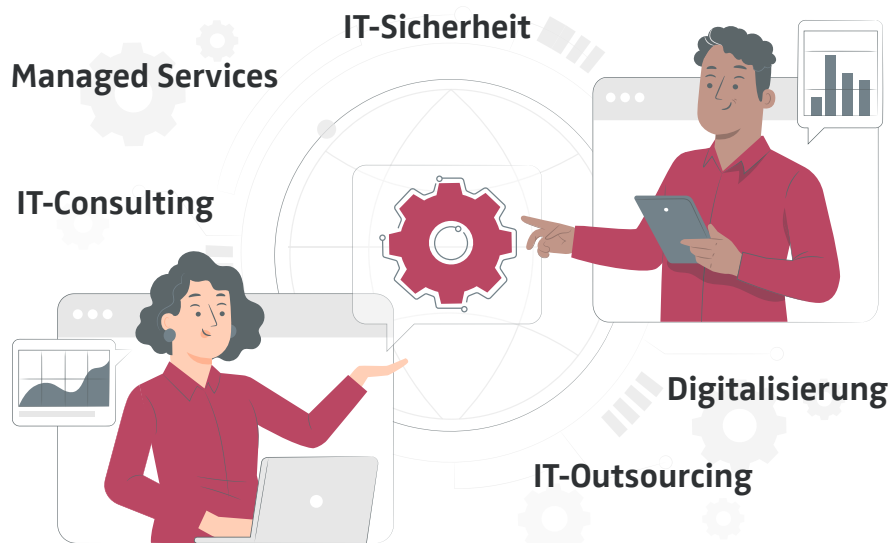 IT-Sicherheit
Managed Services
IT-Consulting
Digitalisierung
IT-Outsourcing